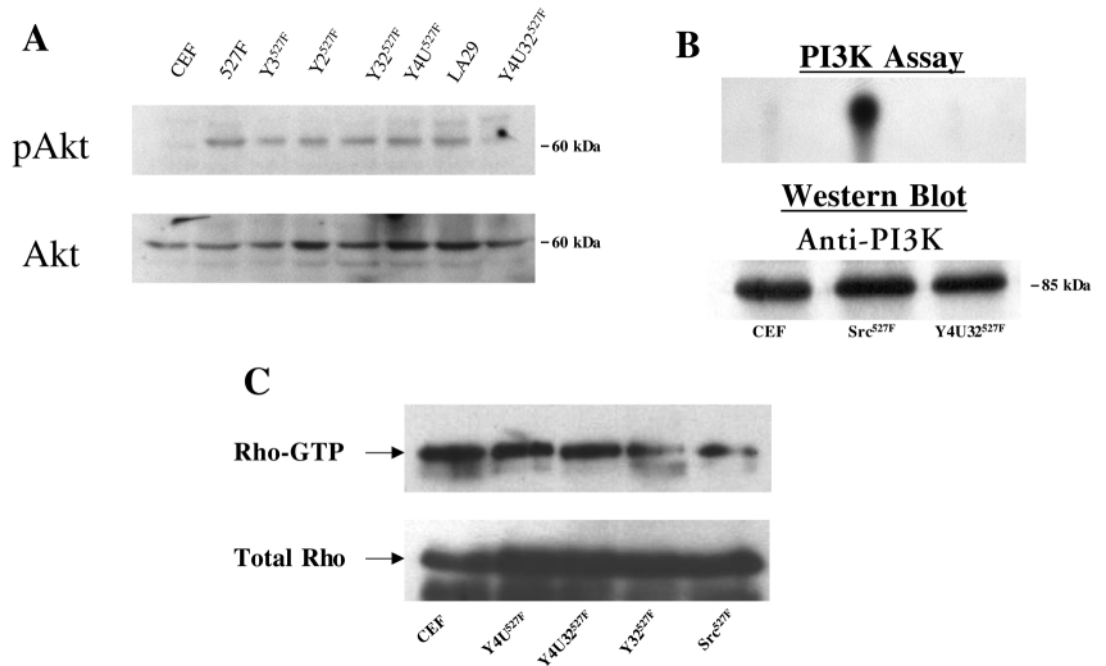 A
CEF 527F Y3527F Y2527F Y32527F Y4U527F LA29 Y4U32527F
pAkt
–60 kDa
Akt
–60 kDa
B
PI3K Assay
Western Blot
Anti-PI3K
–85 kDa
CEF Src527F Y4U32527F
C
Rho-GTP
Total Rho
CEF Y4U527F Y4U32527F Y32527F Src527F